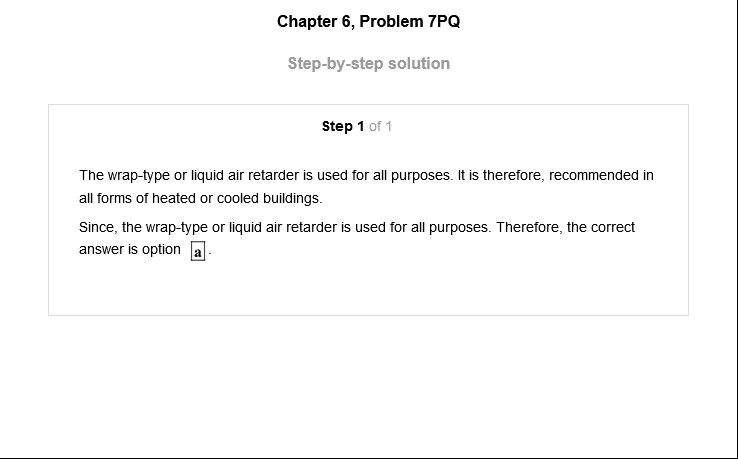 Chapter 6, Problem 7PQ
Step-by-step solution
Step 1 of 1
The wrap-type or liquid air retarder is used for all purposes. It is therefore, recommended in
all forms of heated or cooled buildings.
Since, the wrap-type or liquid air retarder is used for all purposes. Therefore, the correct
answer is option a .